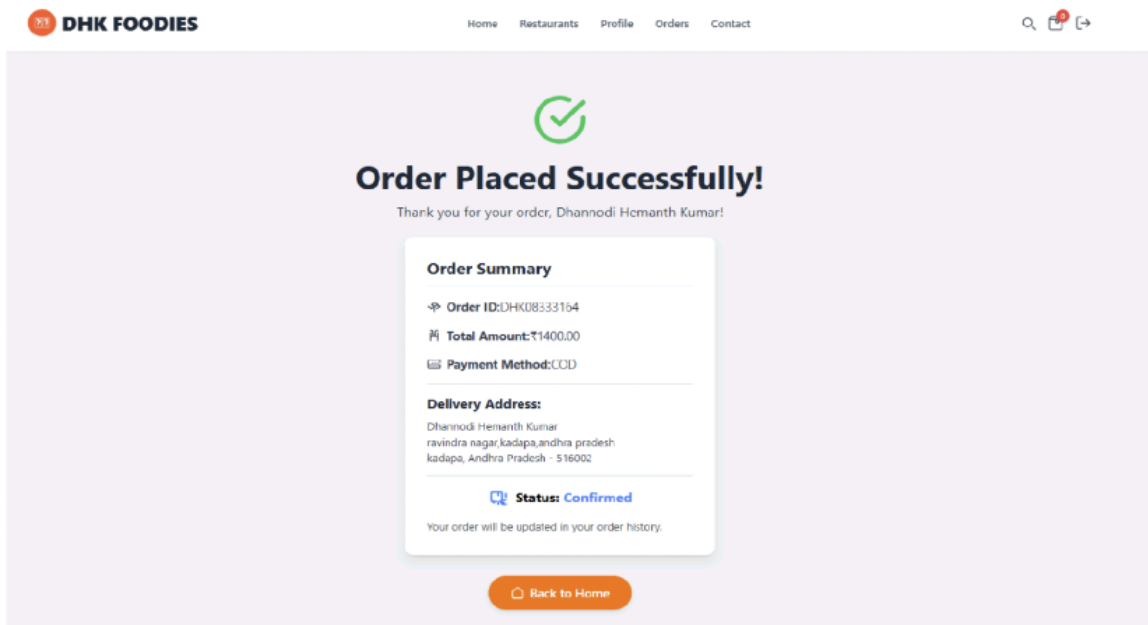 DHK FOODIES
Home Restaurants Profile Orders Contact
Order Placed Successfully!
Thank you for your order, Dhannodi Hemanth Kumar!
Order Summary
Order ID:DHK08333164
Total Amount:₹1400.00
Payment Method:COD
Delivery Address:
Dhannodi Hemanth Kumar
ravindra nagar,kadapa,andhra pradesh
kadapa, Andhra Pradesh - 516002
Status: Confirmed
Your order will be updated in your order history.
Back to Home